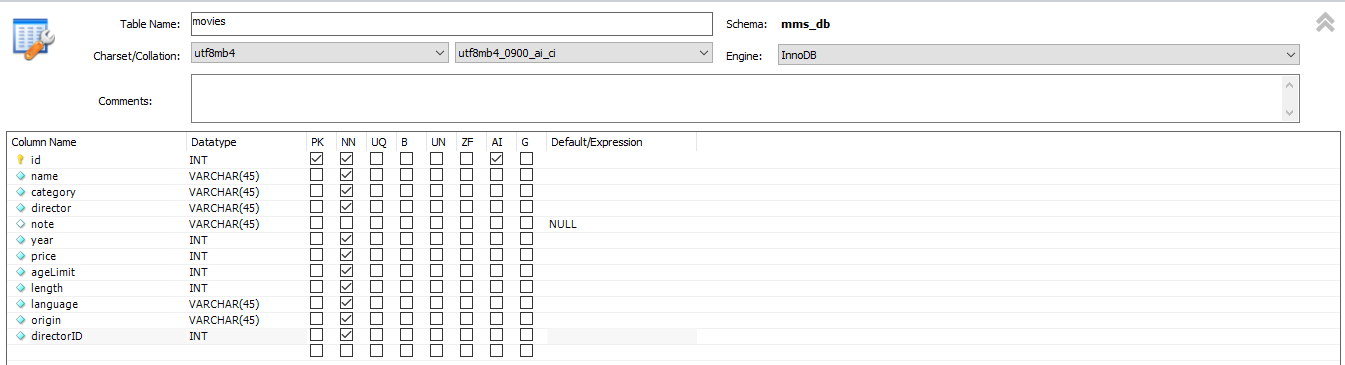 Table Name: movies Schema: mms_db
Charset/Collation: utf8mb4 utf8mb4_0900_ai_ci Engine: InnoDB
Comments:
Column Name Datatype PK NN UQ B UN ZF AI G Default/Expression
id INT
name VARCHAR(45)
category VARCHAR(45)
director VARCHAR(45)
note VARCHAR(45) NULL
year INT
price INT
ageLimit INT
length INT
language VARCHAR(45)
origin VARCHAR(45)
directorID INT